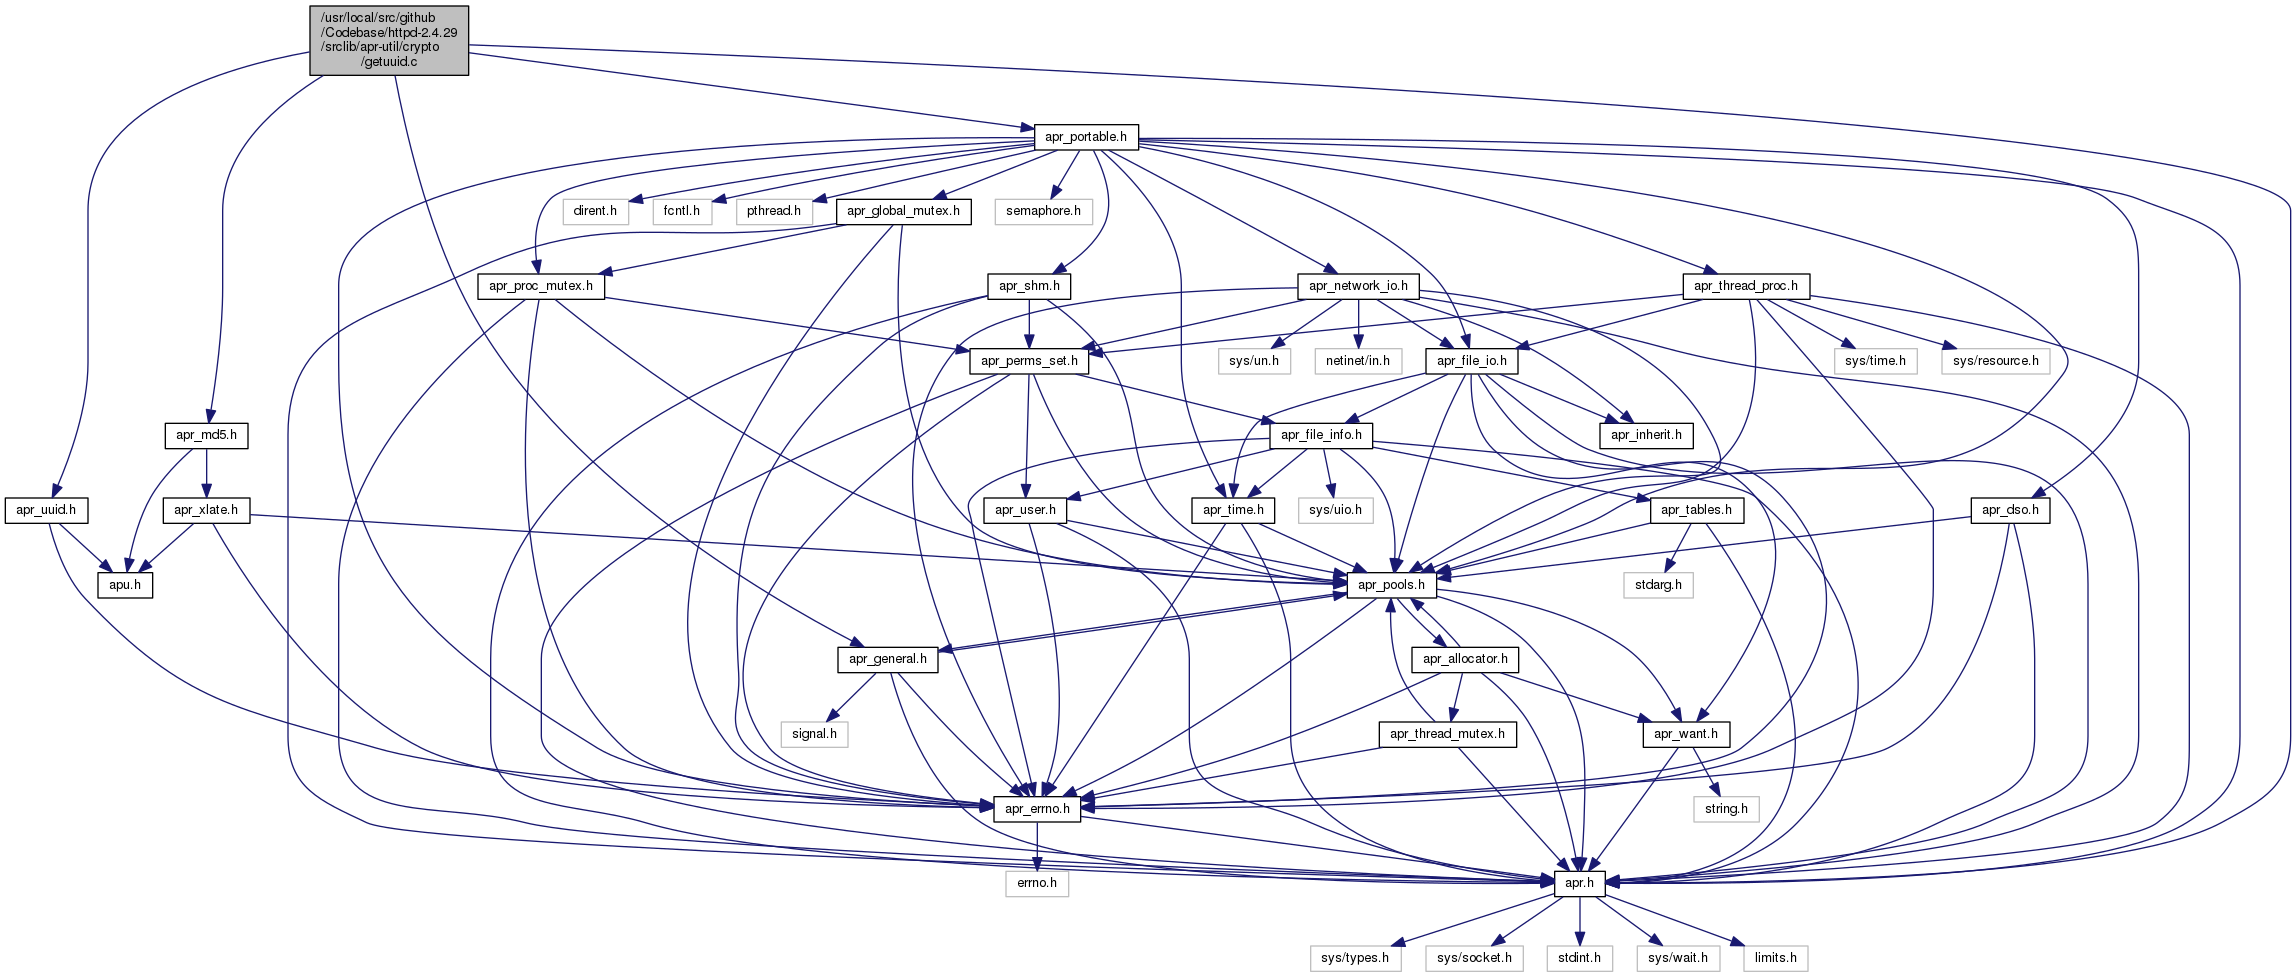 /usr/local/src/github
/Codebase/httpd-2.4.29
/srclib/apr-util/crypto
/getuuid.c
apr_portable.h
dirent.h
fcntl.h
pthread.h
apr_global_mutex.h
semaphore.h
apr_proc_mutex.h
apr_shm.h
apr_network_io.h
apr_thread_proc.h
apr_perms_set.h
sys/un.h
netinet/in.h
apr_file_io.h
sys/time.h
sys/resource.h
apr_md5.h
apr_file_info.h
apr_inherit.h
apr_uuid.h
apr_xlate.h
apr_user.h
apr_time.h
sys/uio.h
apr_tables.h
apr_dso.h
apu.h
apr_pools.h
stdarg.h
apr_general.h
apr_allocator.h
signal.h
apr_thread_mutex.h
apr_want.h
apr_errno.h
string.h
errno.h
apr.h
sys/types.h
sys/socket.h
stdint.h
sys/wait.h
limits.h